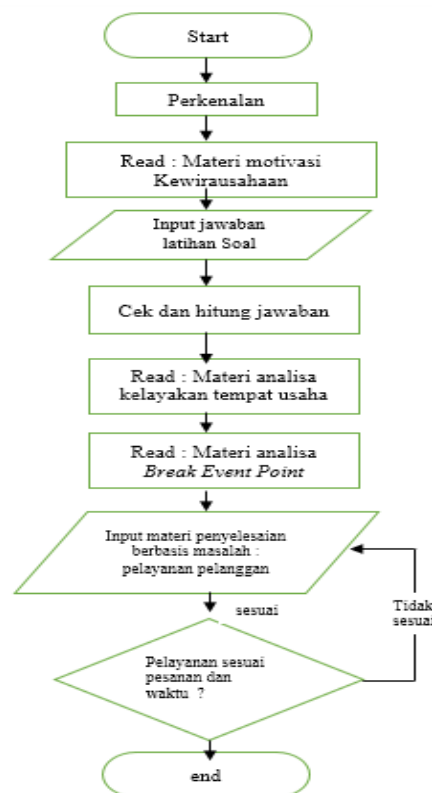 Start
Perkenalan
Read : Materi motivasi
Kewirausahaan
Input jawaban
latihan Soal
Cek dan hitung jawaban
Read : Materi analisa
kelayakan tempat usaha
Read : Materi analisa
Break Event Point
Input materi penyelesaian
berbasis masalah :
pelayanan pelanggan
sesuai
Tidak
sesuai
Pelayanan sesuai
pesanan dan
waktu ?
end